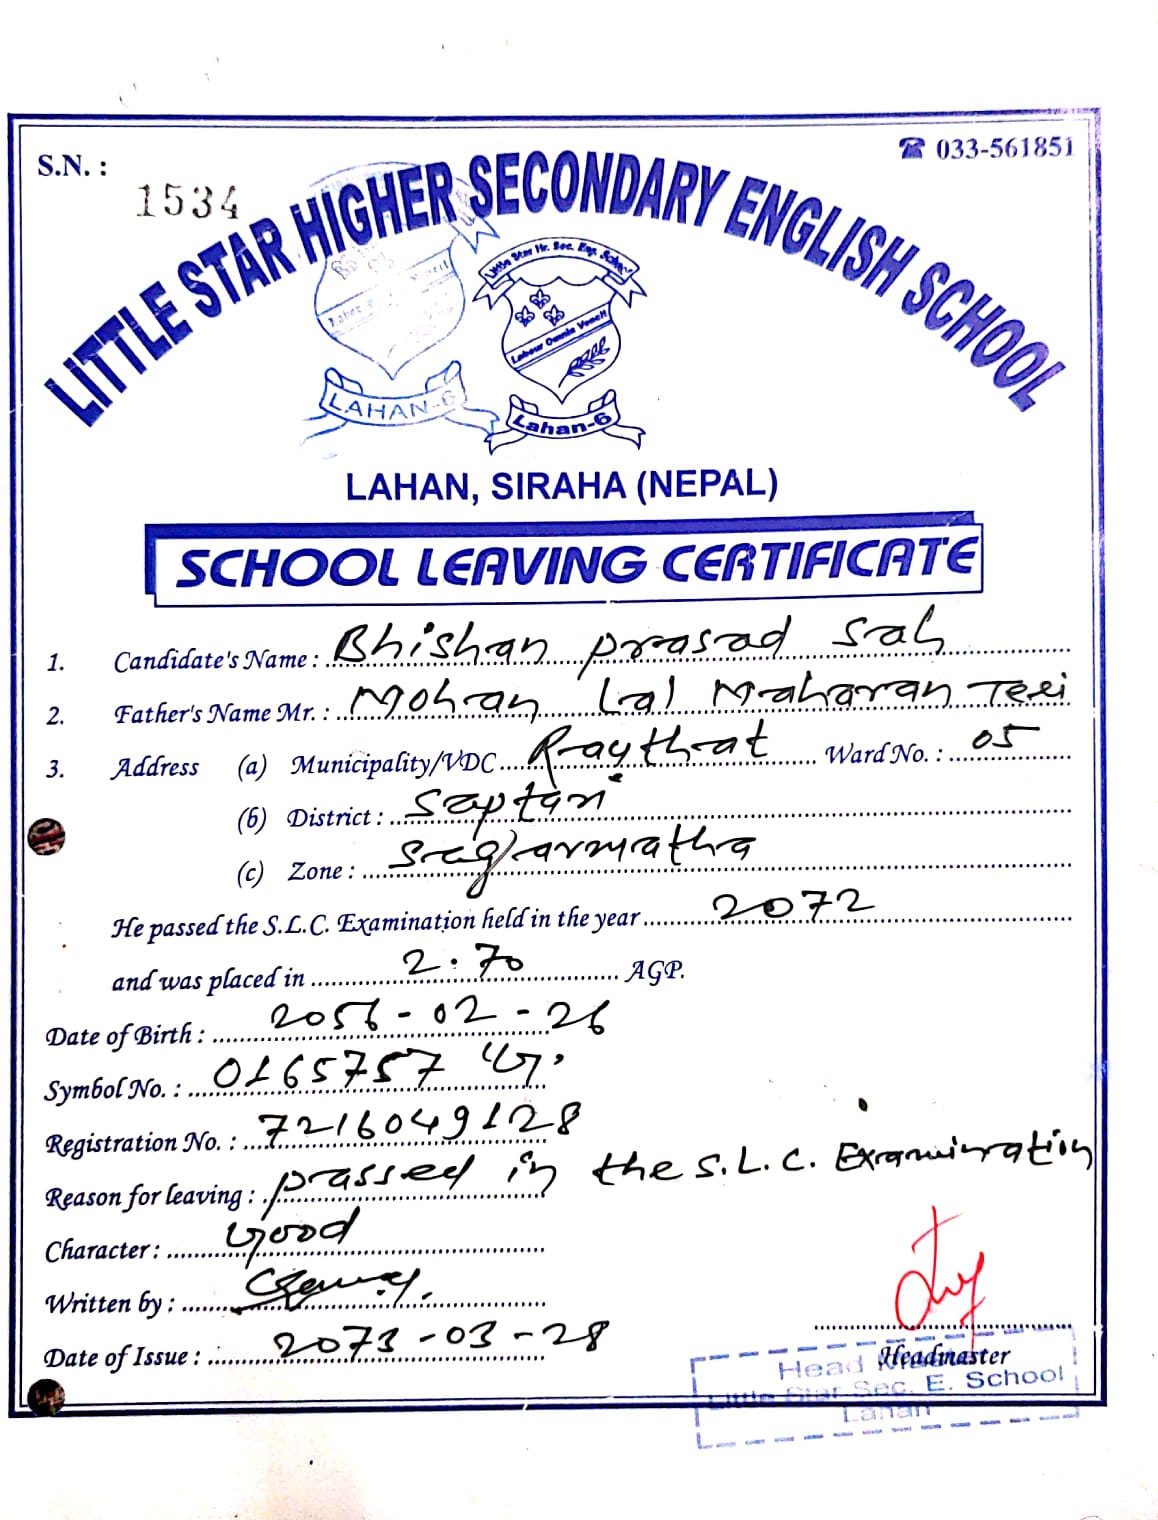 S.N. :
1534
☎ 033-561851
LITTLE STAR HIGHER SECONDARY ENGLISH SCHOOL
Little Star Hr. Sec. Eng. School
Labour Omnia Vencit
LAHAN-6
Lahan-6
LAHAN, SIRAHA (NEPAL)
SCHOOL LEAVING CERTIFICATE
1. Candidate's Name : Bhishan prasad Sah
2. Father's Name Mr. : Mohan Lal Maharan Teli
3. Address (a) Municipality/VDC Raythat Ward No. : 05
(b) District : Saptari
(c) Zone : Sagarmatha
He passed the S.L.C. Examination held in the year 2072
and was placed in 2.70 AGP.
Date of Birth : 2056-02-26
Symbol No. : 0165757
Registration No. : 7216049128
Reason for leaving : passed in the S.L.C. Examination
Character : Good
Written by :
Date of Issue : 2073-03-28
Headmaster
Head
Little Star Sec. E. School
Lahan